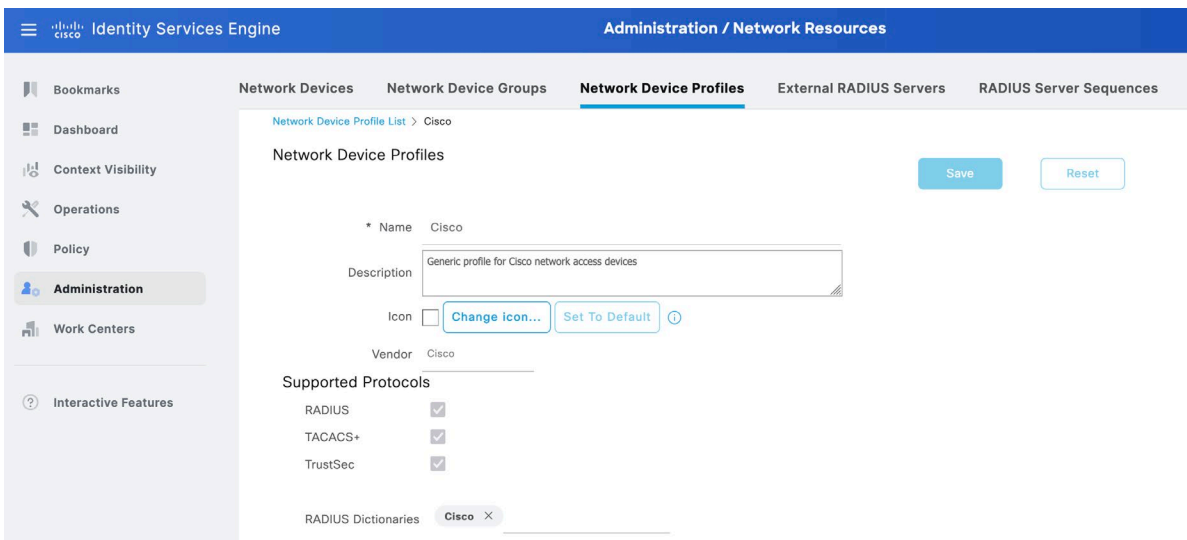 cisco Identity Services Engine
Administration / Network Resources
Bookmarks
Dashboard
Context Visibility
Operations
Policy
Administration
Work Centers
? Interactive Features
Network Devices Network Device Groups Network Device Profiles External RADIUS Servers RADIUS Server Sequences
Network Device Profile List > Cisco
Network Device Profiles
Save Reset
* Name Cisco
Description Generic profile for Cisco network access devices
Icon Change icon... Set To Default i
Vendor Cisco
Supported Protocols
RADIUS
TACACS+
TrustSec
RADIUS Dictionaries Cisco ×